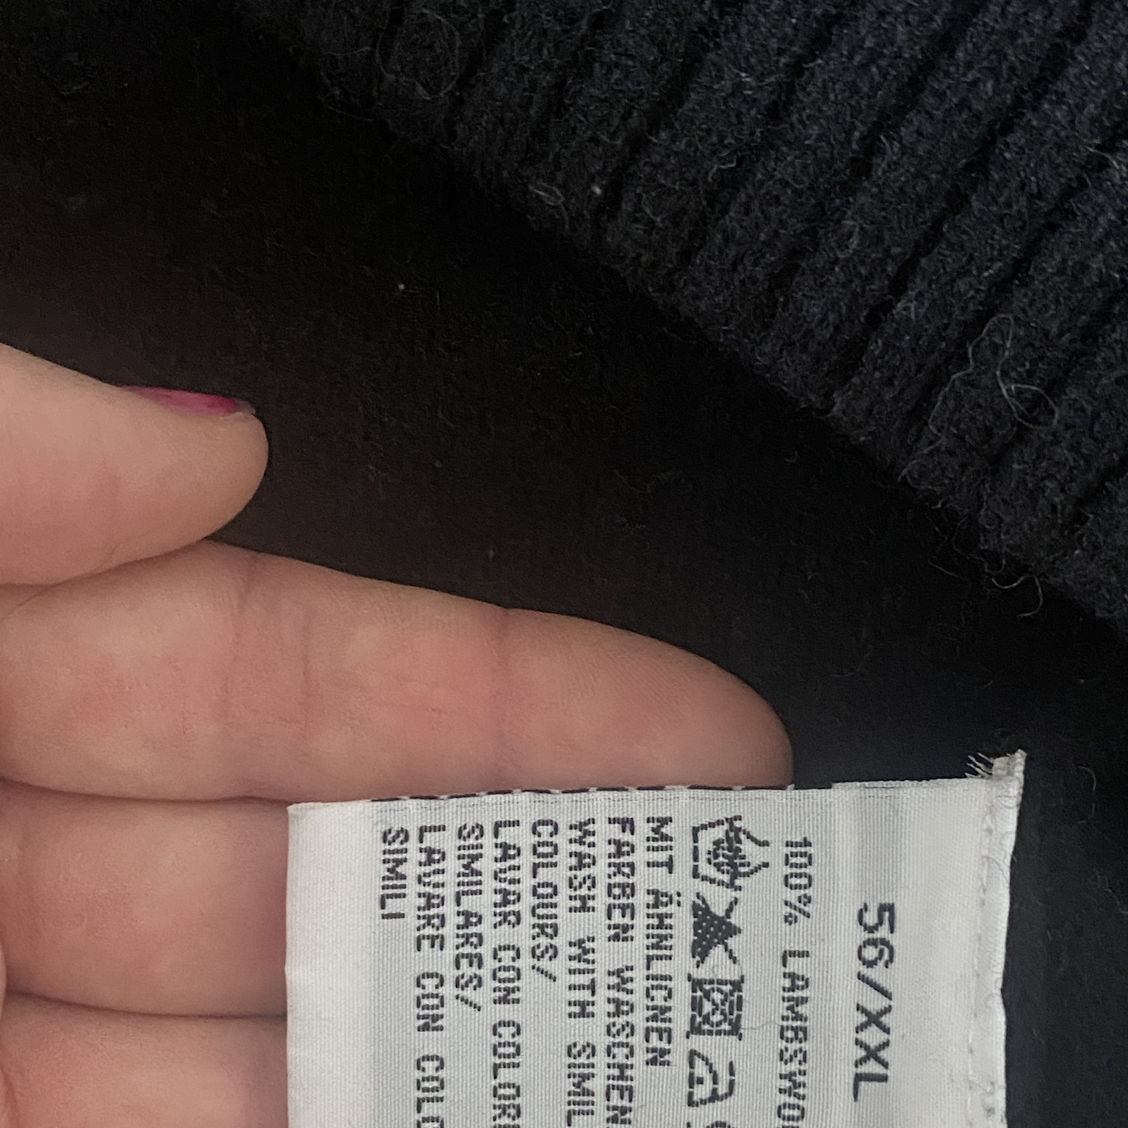 56/XXL
100% LAMBSWO
MIT ÄHNLICNEN
FARBEN WASCHEN
WASH WITH SIMIL
COLOURS/
LAVAR CON COLOR
SIMILARES/
LAVARE CON COLO
SIMILI